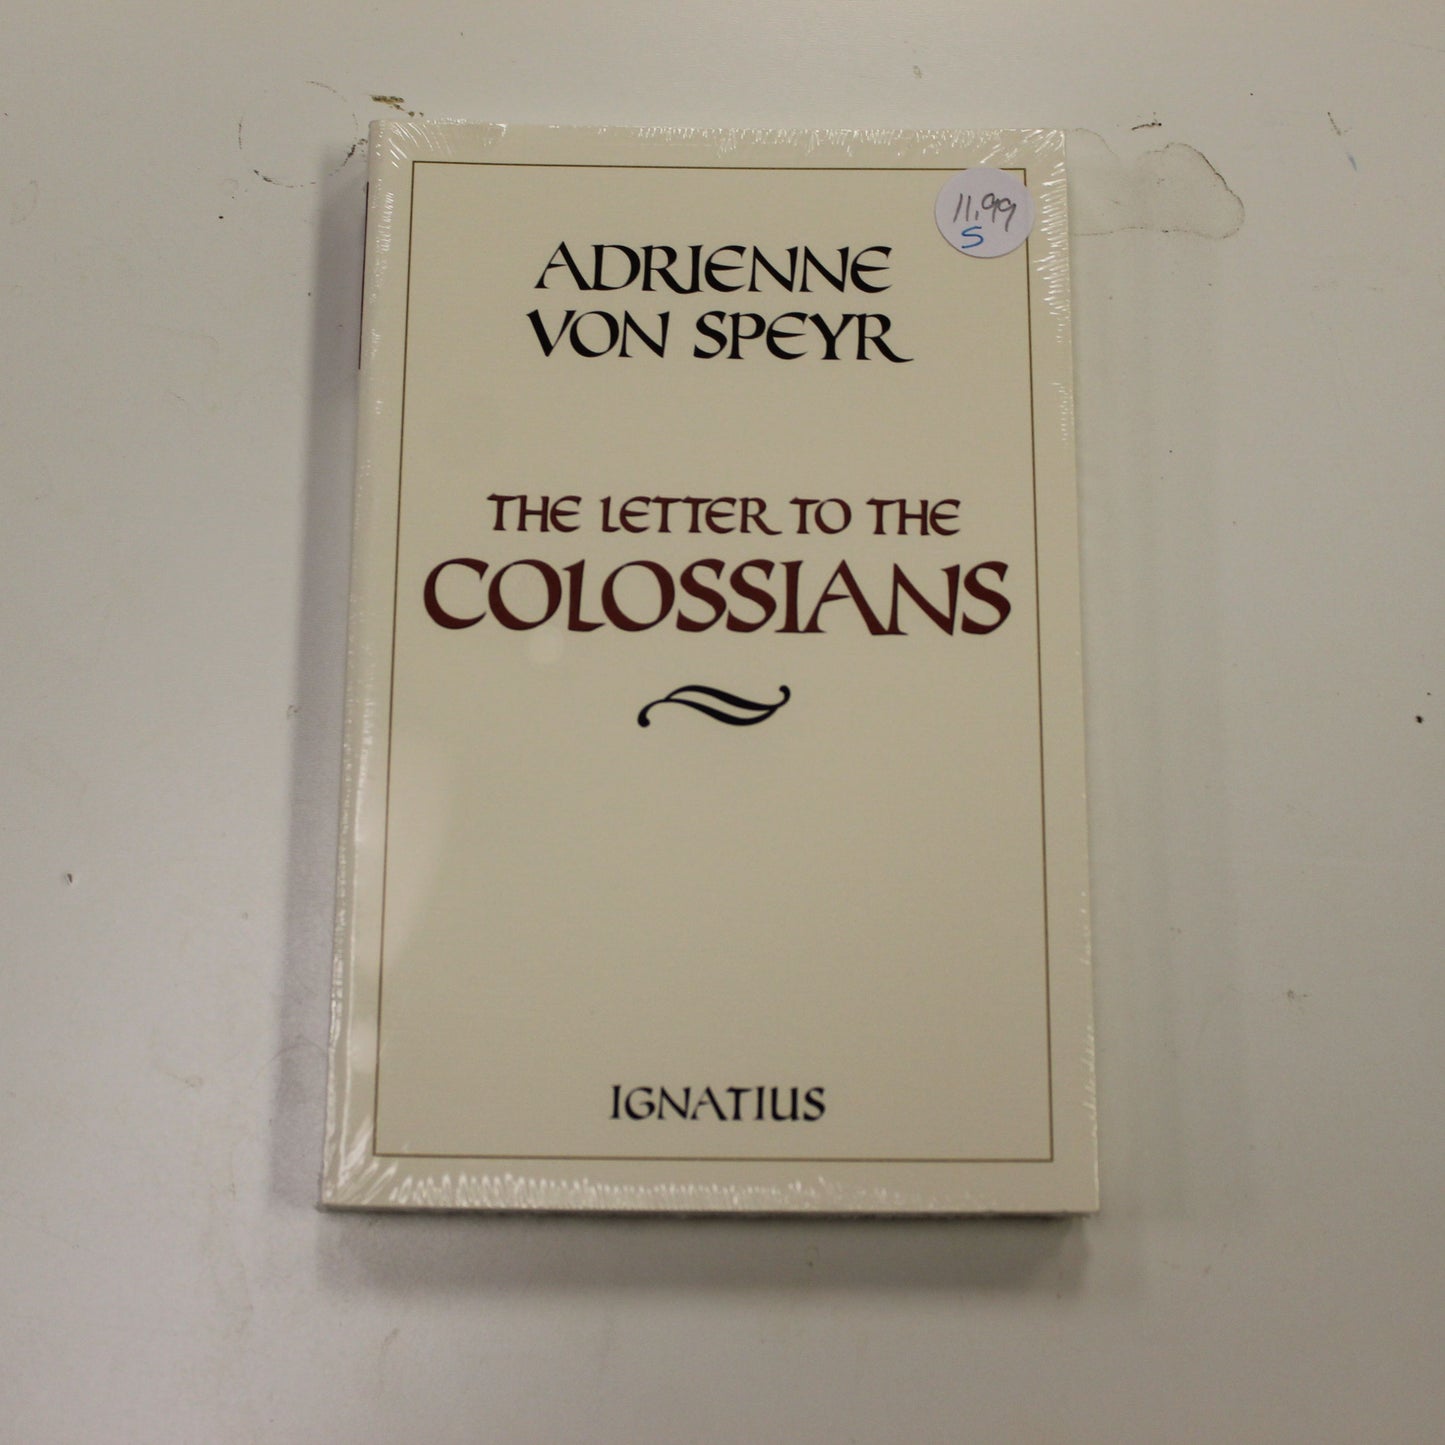 11.99
S
ADRIENNE
VON SPEYR
THE LETTER TO THE
COLOSSIANS
IGNATIUS